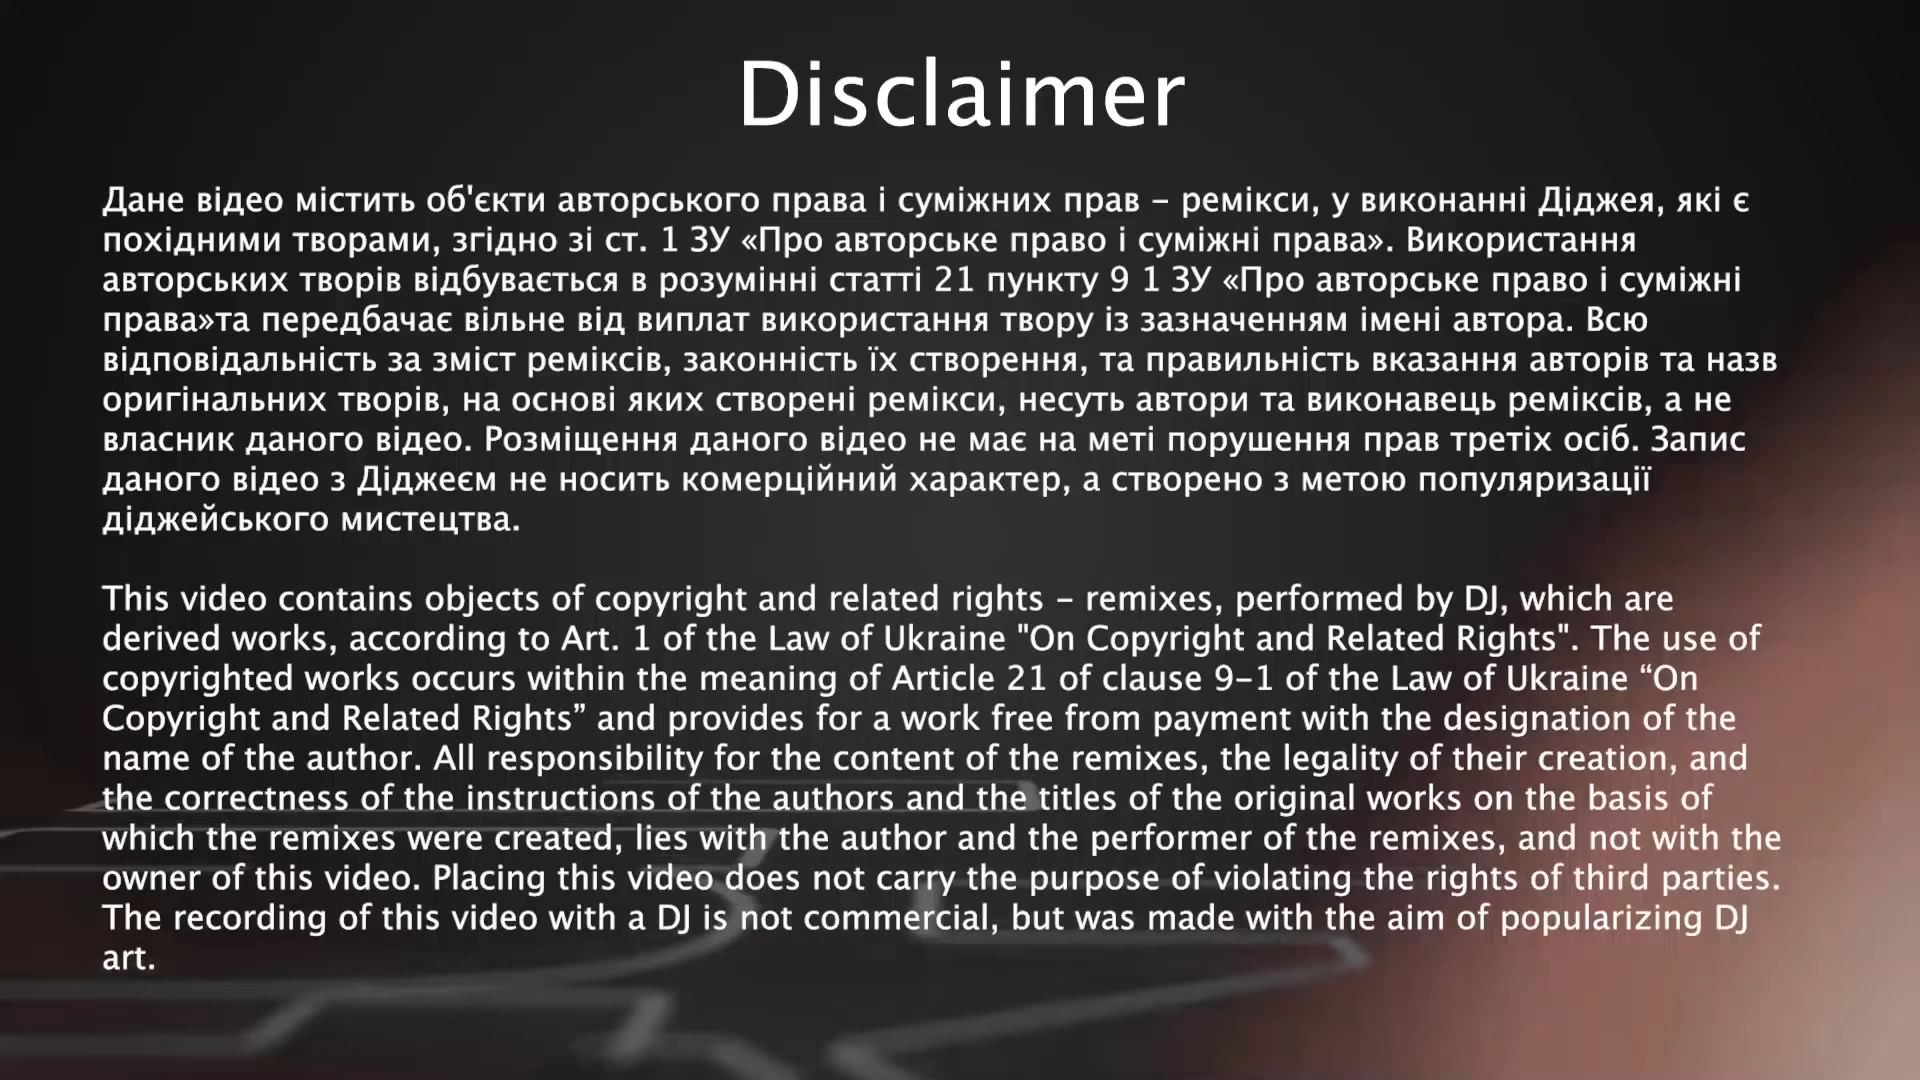 Disclaimer
Дане відео містить об'єкти авторського права і суміжних прав – ремікси, у виконанні Діджея, які є
похідними творами, згідно зі ст. 1 ЗУ «Про авторське право і суміжні права». Використання
авторських творів відбувається в розумінні статті 21 пункту 9 1 ЗУ «Про авторське право і суміжні
права»та передбачає вільне від виплат використання твору із зазначенням імені автора. Всю
відповідальність за зміст реміксів, законність їх створення, та правильність вказання авторів та назв
оригінальних творів, на основі яких створені ремікси, несуть автори та виконавець реміксів, а не
власник даного відео. Розміщення даного відео не має на меті порушення прав третіх осіб. Запис
даного відео з Діджеєм не носить комерційний характер, а створено з метою популяризації
діджейського мистецтва.
This video contains objects of copyright and related rights – remixes, performed by DJ, which are
derived works, according to Art. 1 of the Law of Ukraine "On Copyright and Related Rights". The use of
copyrighted works occurs within the meaning of Article 21 of clause 9–1 of the Law of Ukraine “On
Copyright and Related Rights” and provides for a work free from payment with the designation of the
name of the author. All responsibility for the content of the remixes, the legality of their creation, and
the correctness of the instructions of the authors and the titles of the original works on the basis of
which the remixes were created, lies with the author and the performer of the remixes, and not with the
owner of this video. Placing this video does not carry the purpose of violating the rights of third parties.
The recording of this video with a DJ is not commercial, but was made with the aim of popularizing DJ
art.